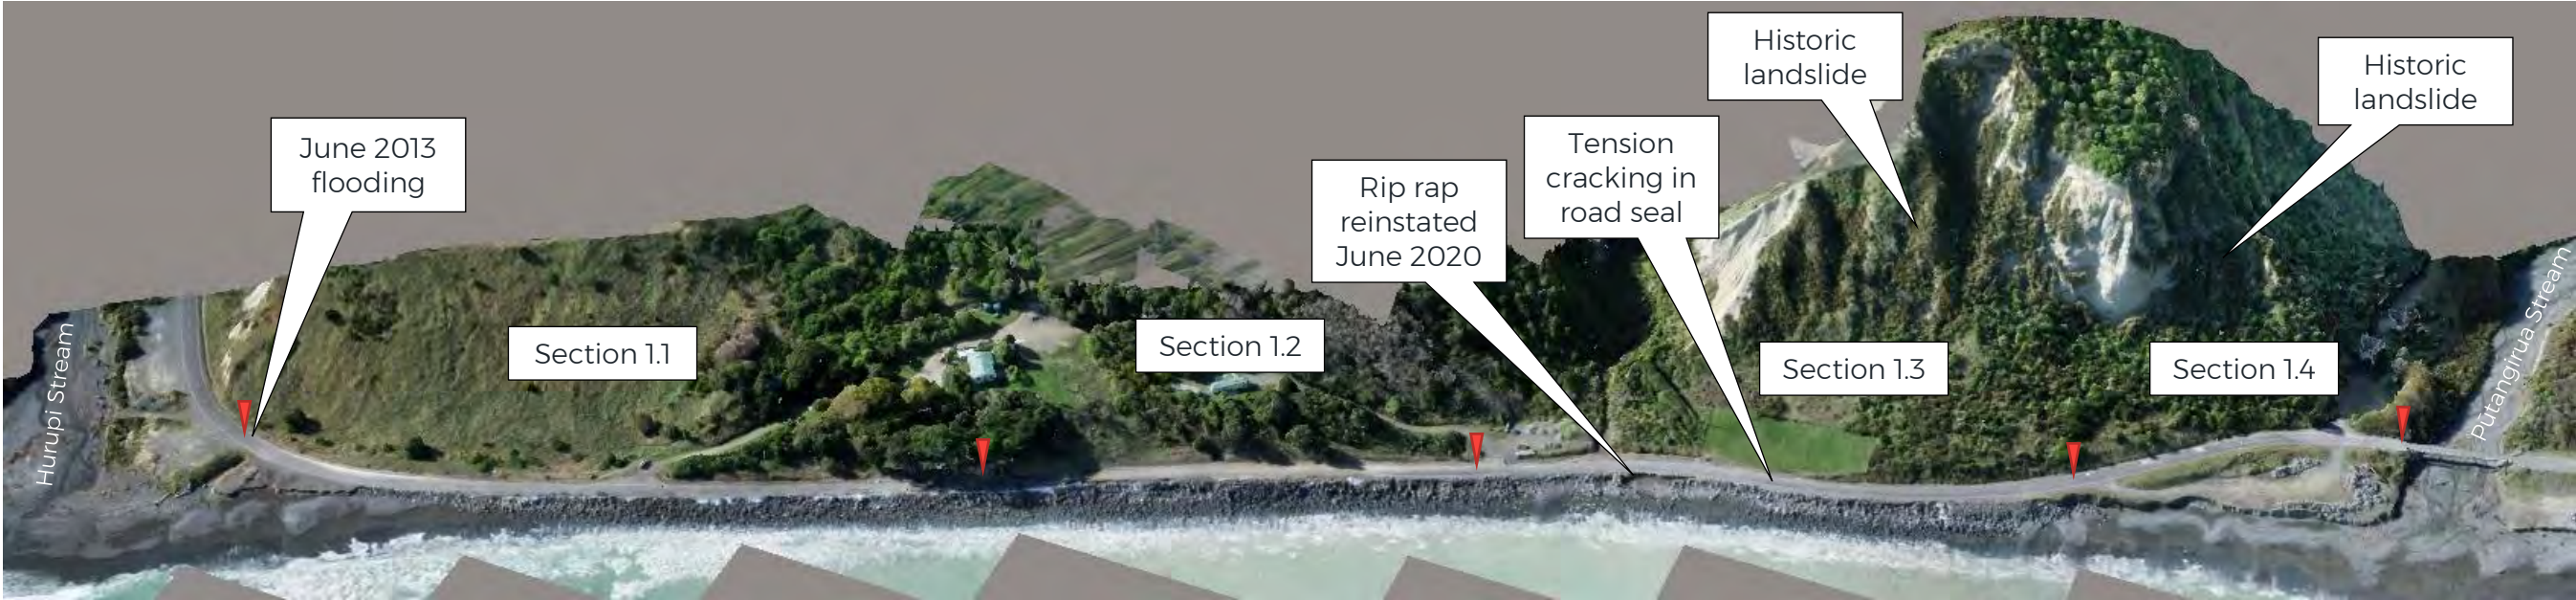 Historic
landslide
Historic
landslide
June 2013
flooding
Tension
cracking in
road seal
Rip rap
reinstated
June 2020
Section 1.1
Section 1.2
Section 1.3
Section 1.4
Hurupi Stream
Putangirua Stream